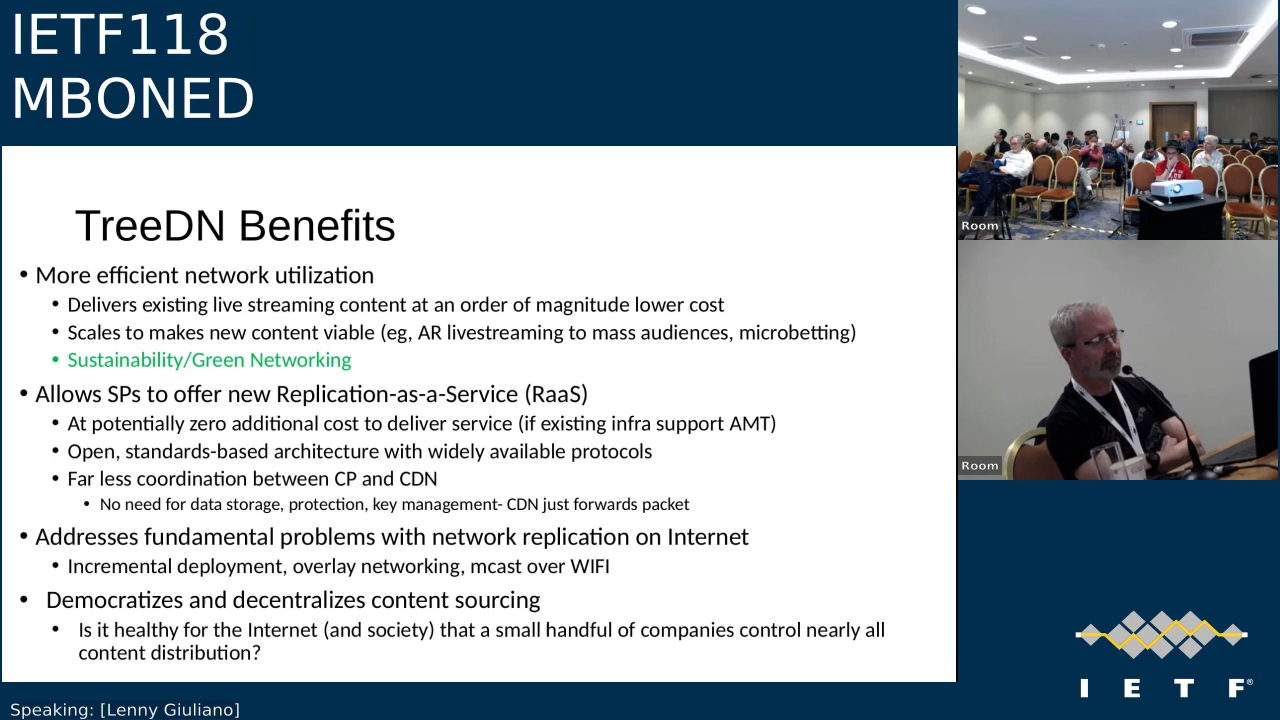 IETF118
MBONED
TreeDN Benefits
• More efficient network utilization
• Delivers existing live streaming content at an order of magnitude lower cost
• Scales to makes new content viable (eg, AR livestreaming to mass audiences, microbetting)
• Sustainability/Green Networking
• Allows SPs to offer new Replication-as-a-Service (RaaS)
• At potentially zero additional cost to deliver service (if existing infra support AMT)
• Open, standards-based architecture with widely available protocols
• Far less coordination between CP and CDN
• No need for data storage, protection, key management- CDN just forwards packet
• Addresses fundamental problems with network replication on Internet
• Incremental deployment, overlay networking, mcast over WIFI
• Democratizes and decentralizes content sourcing
• Is it healthy for the Internet (and society) that a small handful of companies control nearly all
content distribution?
Speaking: [Lenny Giuliano]
Room
Room
I E T F®